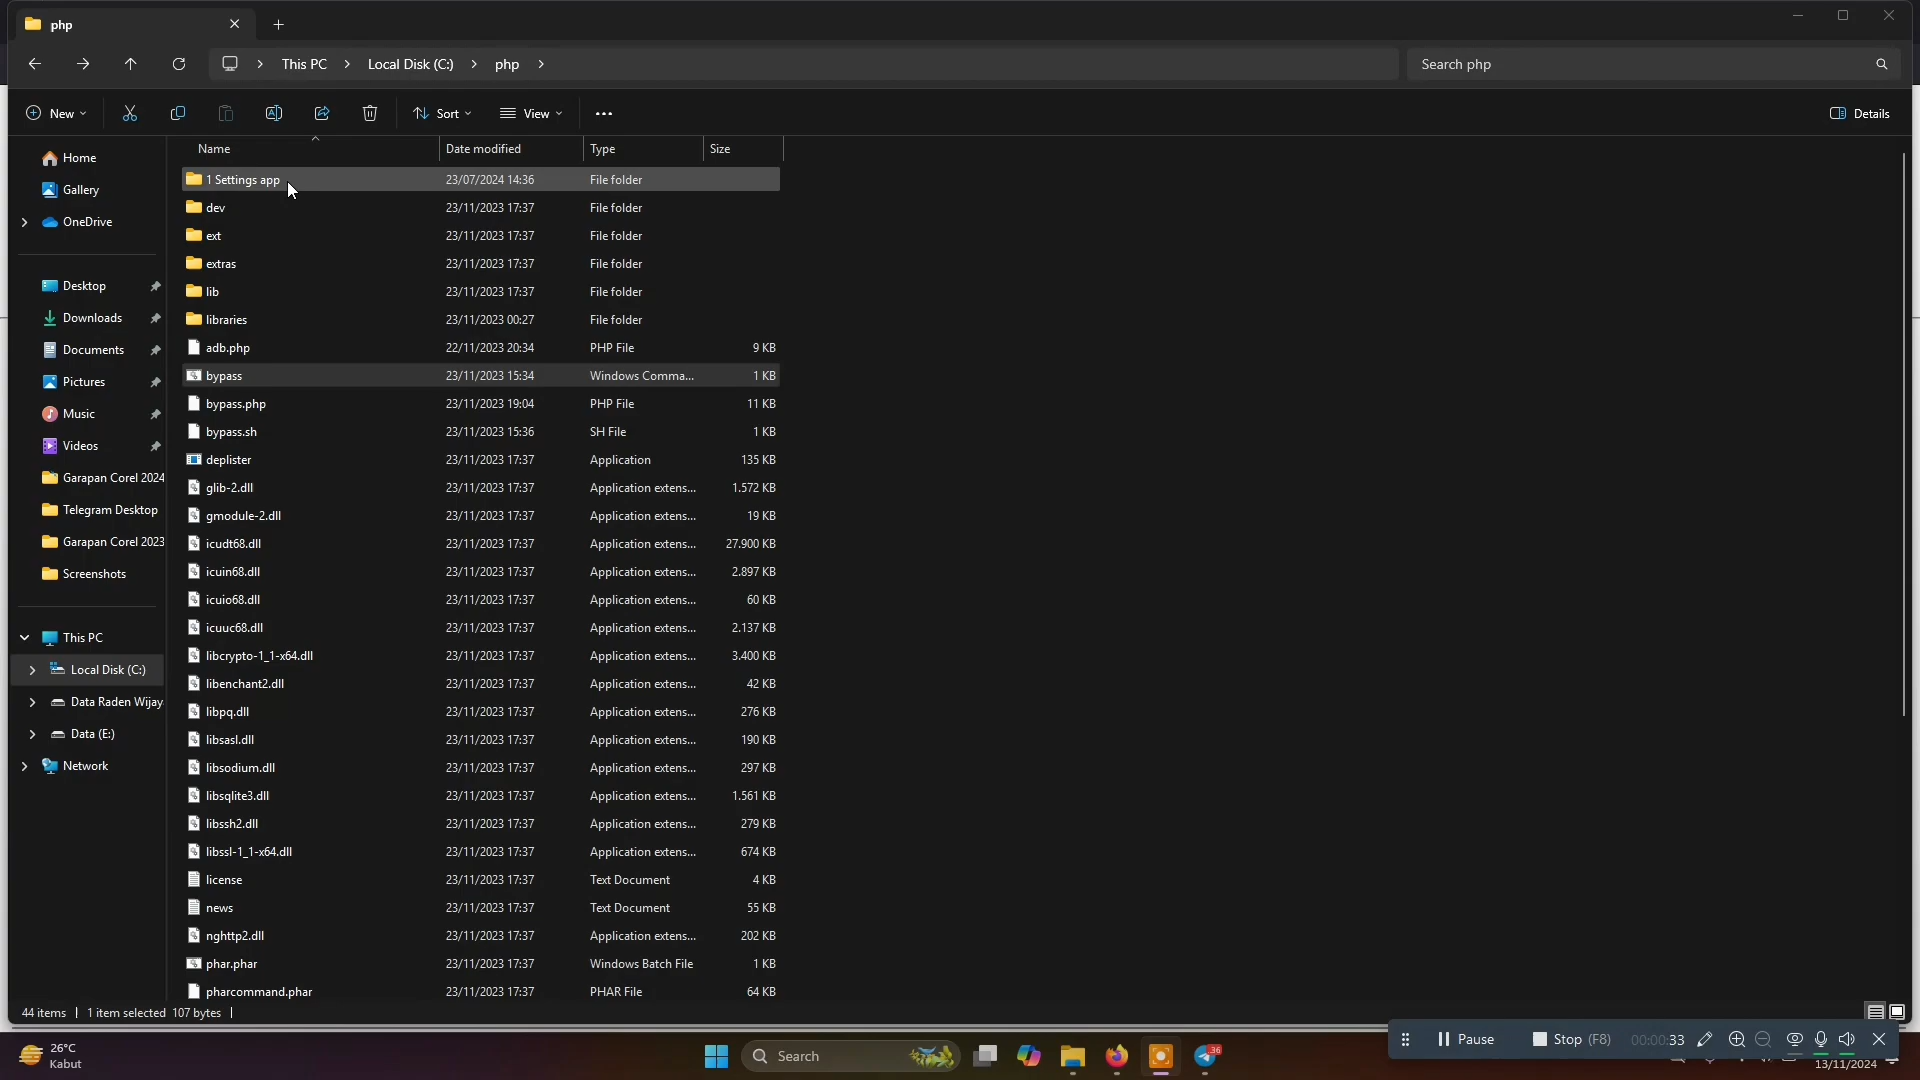 php
This PC
Local Disk (C:)
php
Search php
New
Sort
View
Details
Name Date modified Type Size
1 Settings app 23/07/2024 14:36 File folder
dev 23/11/2023 17:37 File folder
ext 23/11/2023 17:37 File folder
extras 23/11/2023 17:37 File folder
lib 23/11/2023 17:37 File folder
libraries 23/11/2023 00:27 File folder
adb.php 22/11/2023 20:34 PHP File 9 KB
bypass 23/11/2023 15:34 Windows Comma... 1 KB
bypass.php 23/11/2023 19:04 PHP File 11 KB
bypass.sh 23/11/2023 15:36 SH File 1 KB
deplister 23/11/2023 17:37 Application 135 KB
glib-2.dll 23/11/2023 17:37 Application extens... 1.572 KB
gmodule-2.dll 23/11/2023 17:37 Application extens... 19 KB
icudt68.dll 23/11/2023 17:37 Application extens... 27.900 KB
icuin68.dll 23/11/2023 17:37 Application extens... 2.897 KB
icuio68.dll 23/11/2023 17:37 Application extens... 60 KB
icuuc68.dll 23/11/2023 17:37 Application extens... 2.137 KB
libcrypto-1_1-x64.dll 23/11/2023 17:37 Application extens... 3.400 KB
libenchant2.dll 23/11/2023 17:37 Application extens... 42 KB
libpq.dll 23/11/2023 17:37 Application extens... 276 KB
libsasl.dll 23/11/2023 17:37 Application extens... 190 KB
libsodium.dll 23/11/2023 17:37 Application extens... 297 KB
libsqlite3.dll 23/11/2023 17:37 Application extens... 1.561 KB
libssh2.dll 23/11/2023 17:37 Application extens... 279 KB
libssl-1_1-x64.dll 23/11/2023 17:37 Application extens... 674 KB
license 23/11/2023 17:37 Text Document 4 KB
news 23/11/2023 17:37 Text Document 55 KB
nghttp2.dll 23/11/2023 17:37 Application extens... 202 KB
phar.phar 23/11/2023 17:37 Windows Batch File 1 KB
pharcommand.phar 23/11/2023 17:37 PHAR File 64 KB
Home
Gallery
OneDrive
Desktop
Downloads
Documents
Pictures
Music
Videos
Garapan Corel 2024
Telegram Desktop
Garapan Corel 2023
Screenshots
This PC
Local Disk (C:)
Data Raden Wijay
Data (E:)
Network
44 items
1 item selected 107 bytes
Pause
Stop (F8)
00:00:33
26°C
Kabut
Search
36
13/11/2024